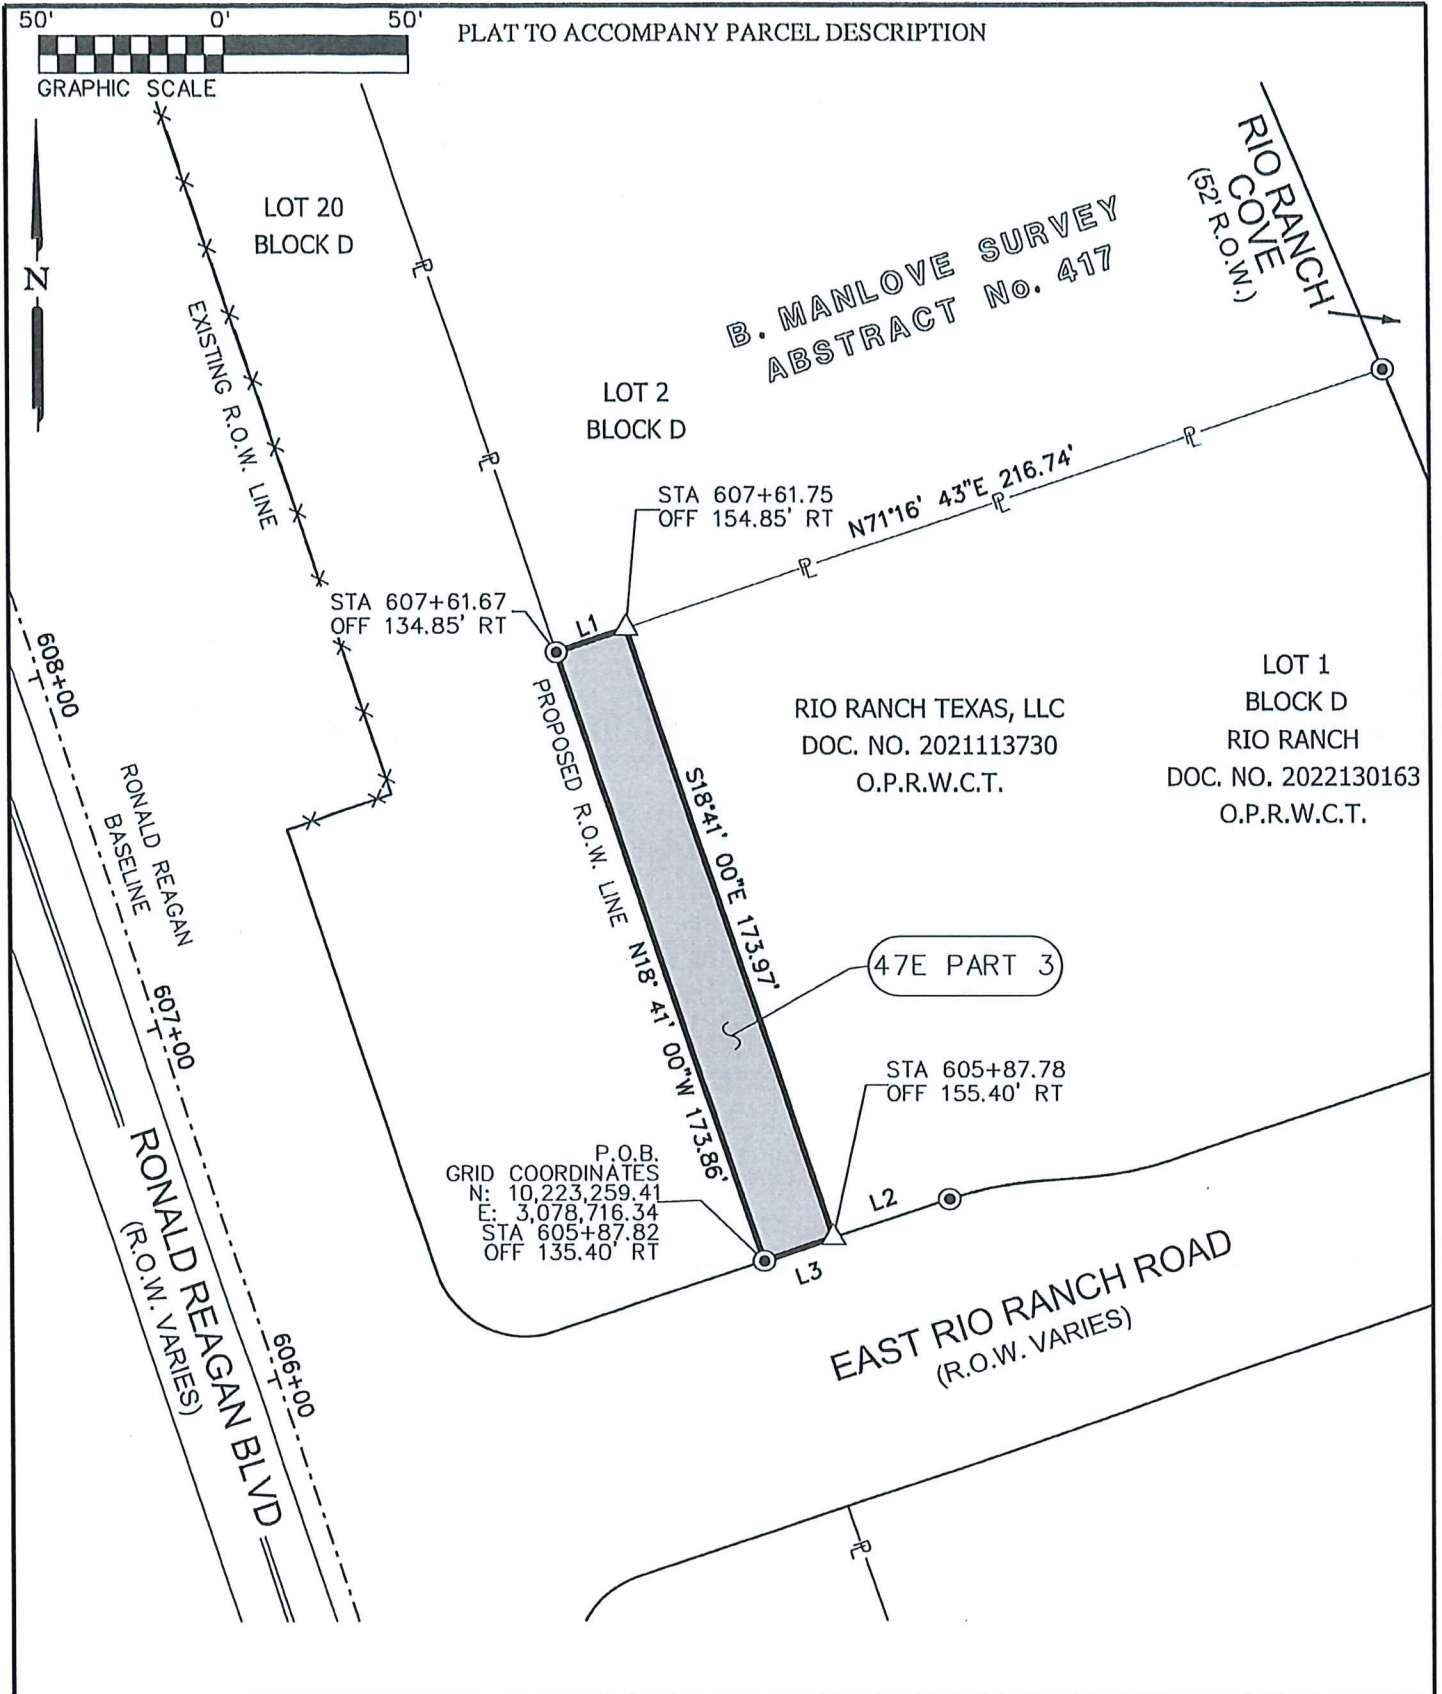 50' 0' 50'
PLAT TO ACCOMPANY PARCEL DESCRIPTION
GRAPHIC SCALE
N
LOT 20
BLOCK D
EXISTING R.O.W. LINE
RIO RANCH
COVE
(52' R.O.W.)
B. MANLOVE SURVEY
ABSTRACT No. 417
LOT 2
BLOCK D
PL
PL
PL
PL
PL
N71°16' 43"E 216.74'
STA 607+61.75
OFF 154.85' RT
STA 607+61.67
OFF 134.85' RT
L1
608+00
RONALD REAGAN
BASELINE
PROPOSED R.O.W. LINE
N18° 41' 00"W 173.86'
S18°41' 00"E 173.97'
RIO RANCH TEXAS, LLC
DOC. NO. 2021113730
O.P.R.W.C.T.
LOT 1
BLOCK D
RIO RANCH
DOC. NO. 2022130163
O.P.R.W.C.T.
47E PART 3
607+00
STA 605+87.78
OFF 155.40' RT
P.O.B.
GRID COORDINATES
N: 10,223,259.41
E: 3,078,716.34
STA 605+87.82
OFF 135.40' RT
L2
L3
RONALD REAGAN BLVD
(R.O.W. VARIES)
606+00
EAST RIO RANCH ROAD
(R.O.W. VARIES)
PL